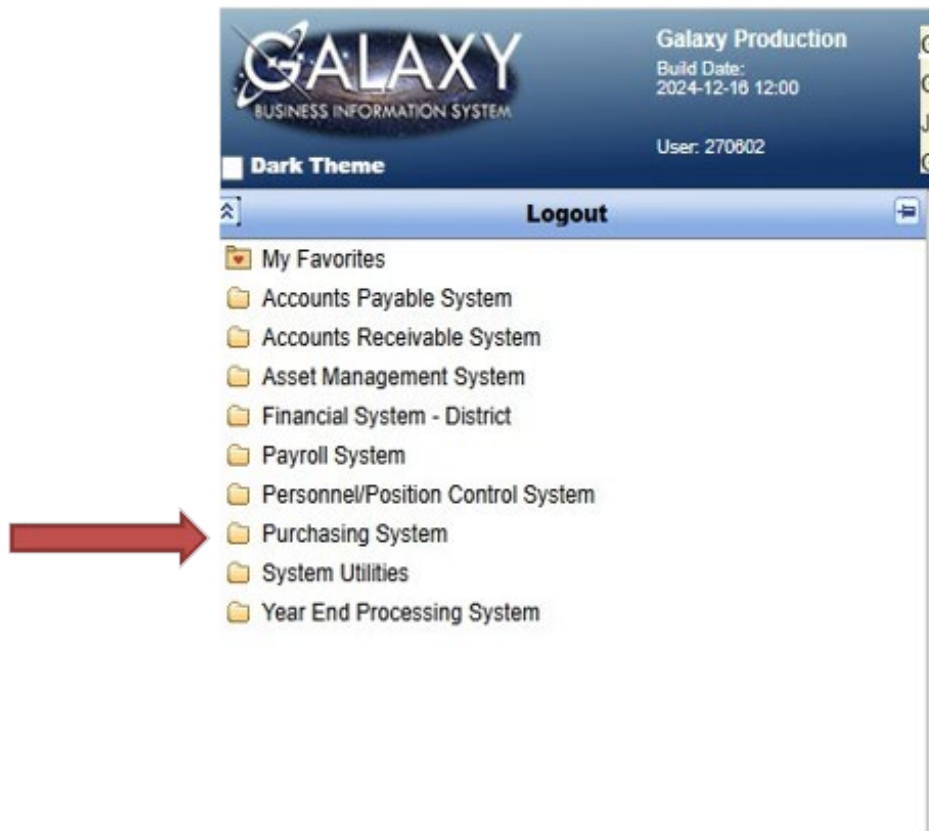 GALAXY
BUSINESS INFORMATION SYSTEM
Galaxy Production
Build Date:
2024-12-16 12:00
User: 270602
Dark Theme
Logout
My Favorites
Accounts Payable System
Accounts Receivable System
Asset Management System
Financial System - District
Payroll System
Personnel/Position Control System
Purchasing System
System Utilities
Year End Processing System